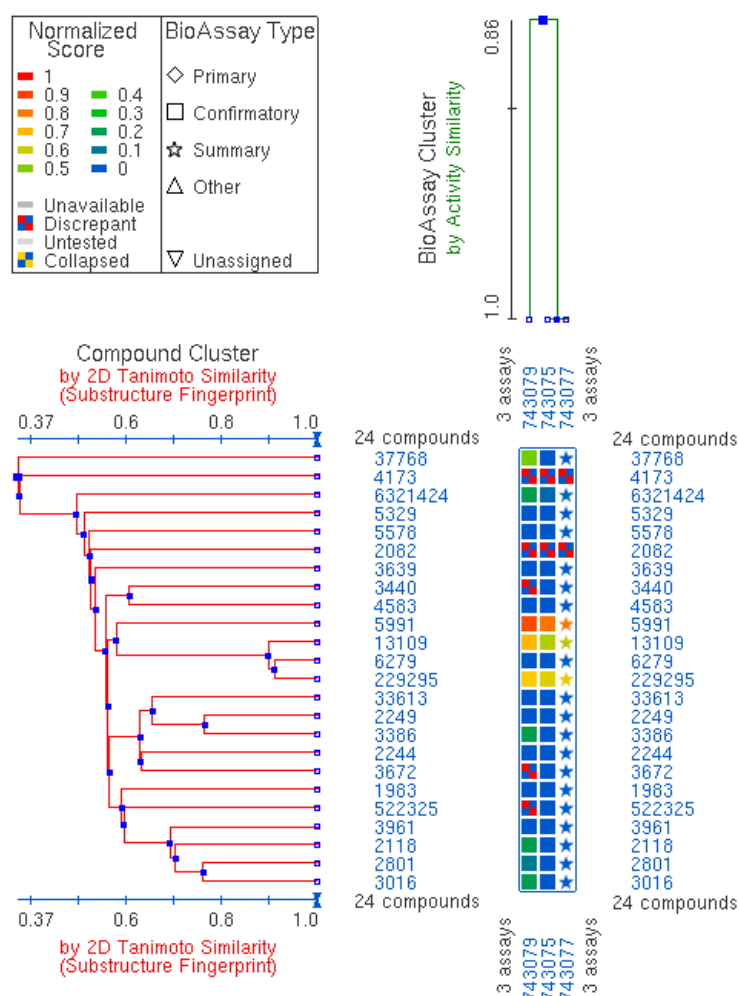 Normalized Score
BioAssay Type
1
0.9
0.8
0.7
0.6
0.5
0.4
0.3
0.2
0.1
0
Unavailable
Discrepant
Untested
Collapsed
Primary
Confirmatory
Summary
Other
Unassigned
BioAssay Cluster
by Activity Similarity
0.86
1.0
Compound Cluster
by 2D Tanimoto Similarity
(Substructure Fingerprint)
0.37 0.6 0.8 1.0
3 assays
743079
743075
743077
3 assays
24 compounds 24 compounds
37768 37768
4173 4173
6321424 6321424
5329 5329
5578 5578
2082 2082
3639 3639
3440 3440
4583 4583
5991 5991
13109 13109
6279 6279
229295 229295
33613 33613
2249 2249
3386 3386
2244 2244
3672 3672
1983 1983
522325 522325
3961 3961
2118 2118
2801 2801
3016 3016
24 compounds 24 compounds
0.37 0.6 0.8 1.0
by 2D Tanimoto Similarity
(Substructure Fingerprint)
3 assays
743079
743075
743077
3 assays